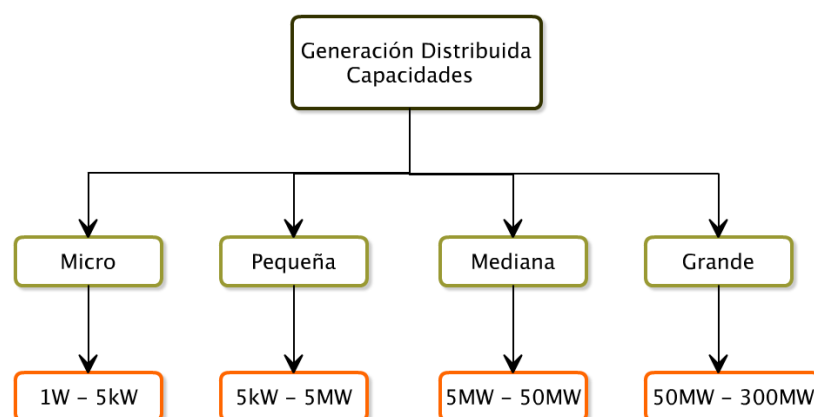 Generación Distribuida
Capacidades
Micro
Pequeña
Mediana
Grande
1W – 5kW
5kW – 5MW
5MW – 50MW
50MW – 300MW